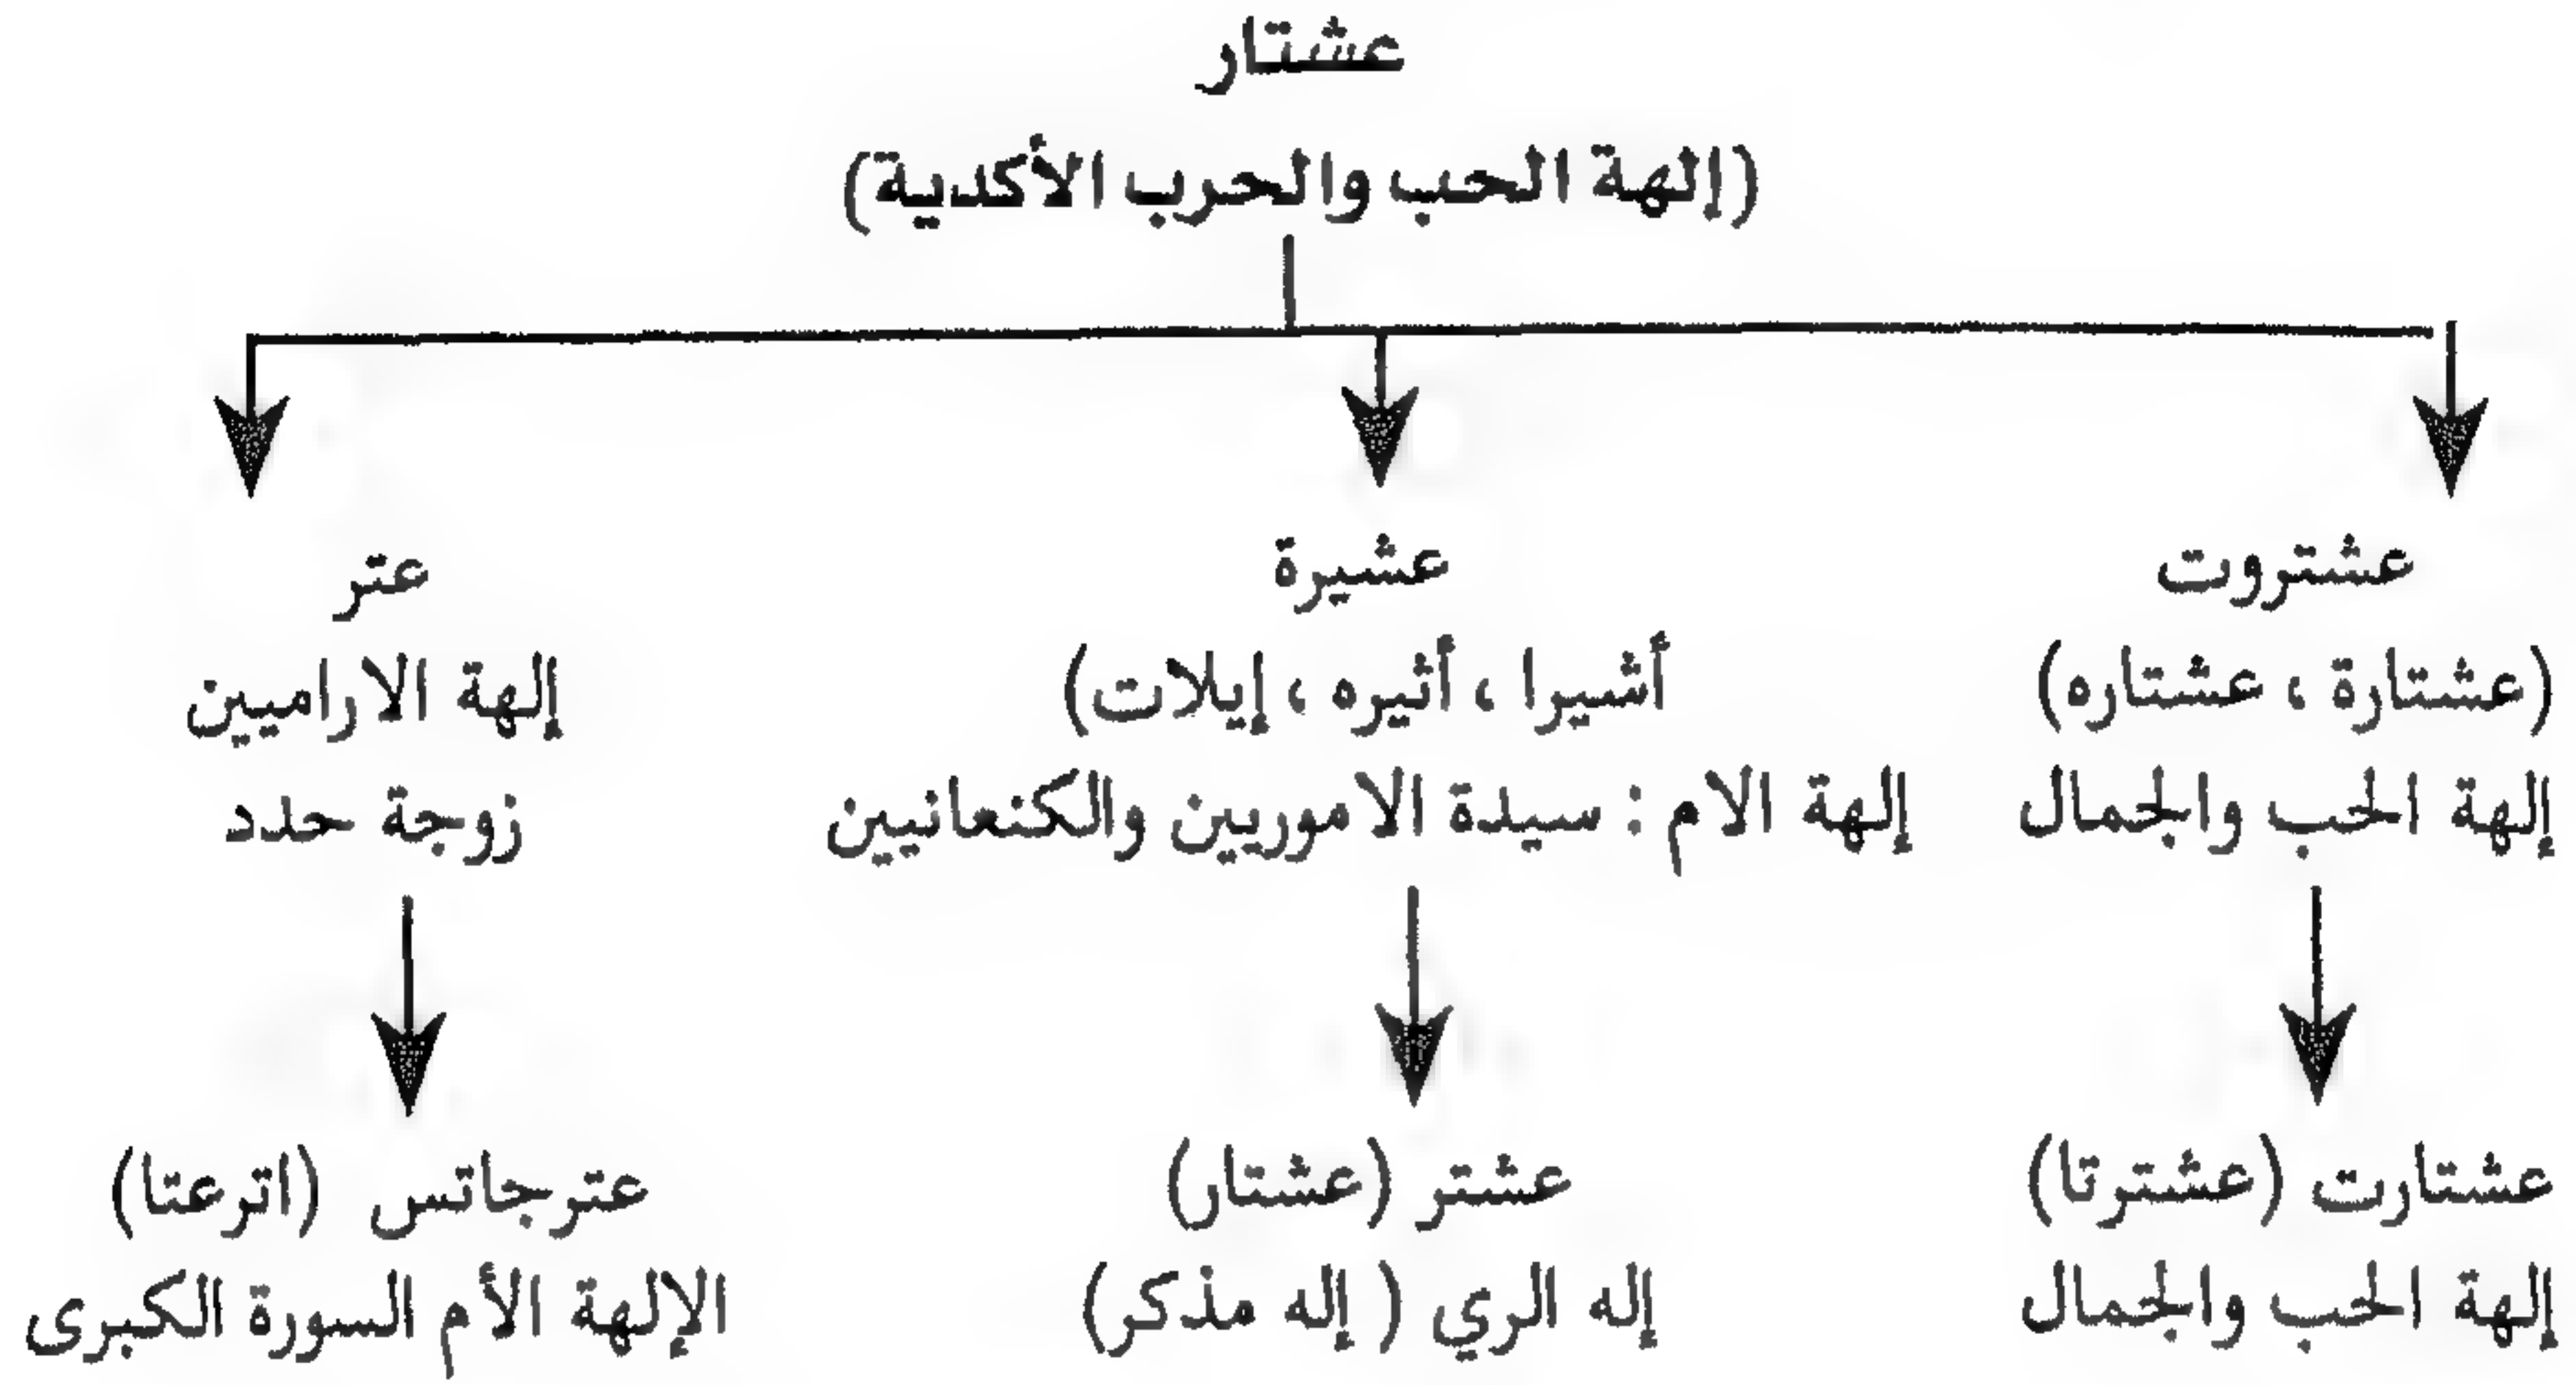 عشتار
(إلهة الحب والحرب الأكدية)
عشتروت
(عشتارة ، عشتاره)
إلهة الحب والجمال
عشتارت (عشترتا)
إلهة الحب والجمال
عشيرة
أشيرا ، أثيره ، إيلات)
إلهة الام : سيدة الاموريين والكنعانيين
عشتر (عشتار)
إله الري ( إله مذكر)
عتر
إلهة الاراميين
زوجة حدد
عترجاتس (اترعتا)
الإلهة الأم السورة الكبرى